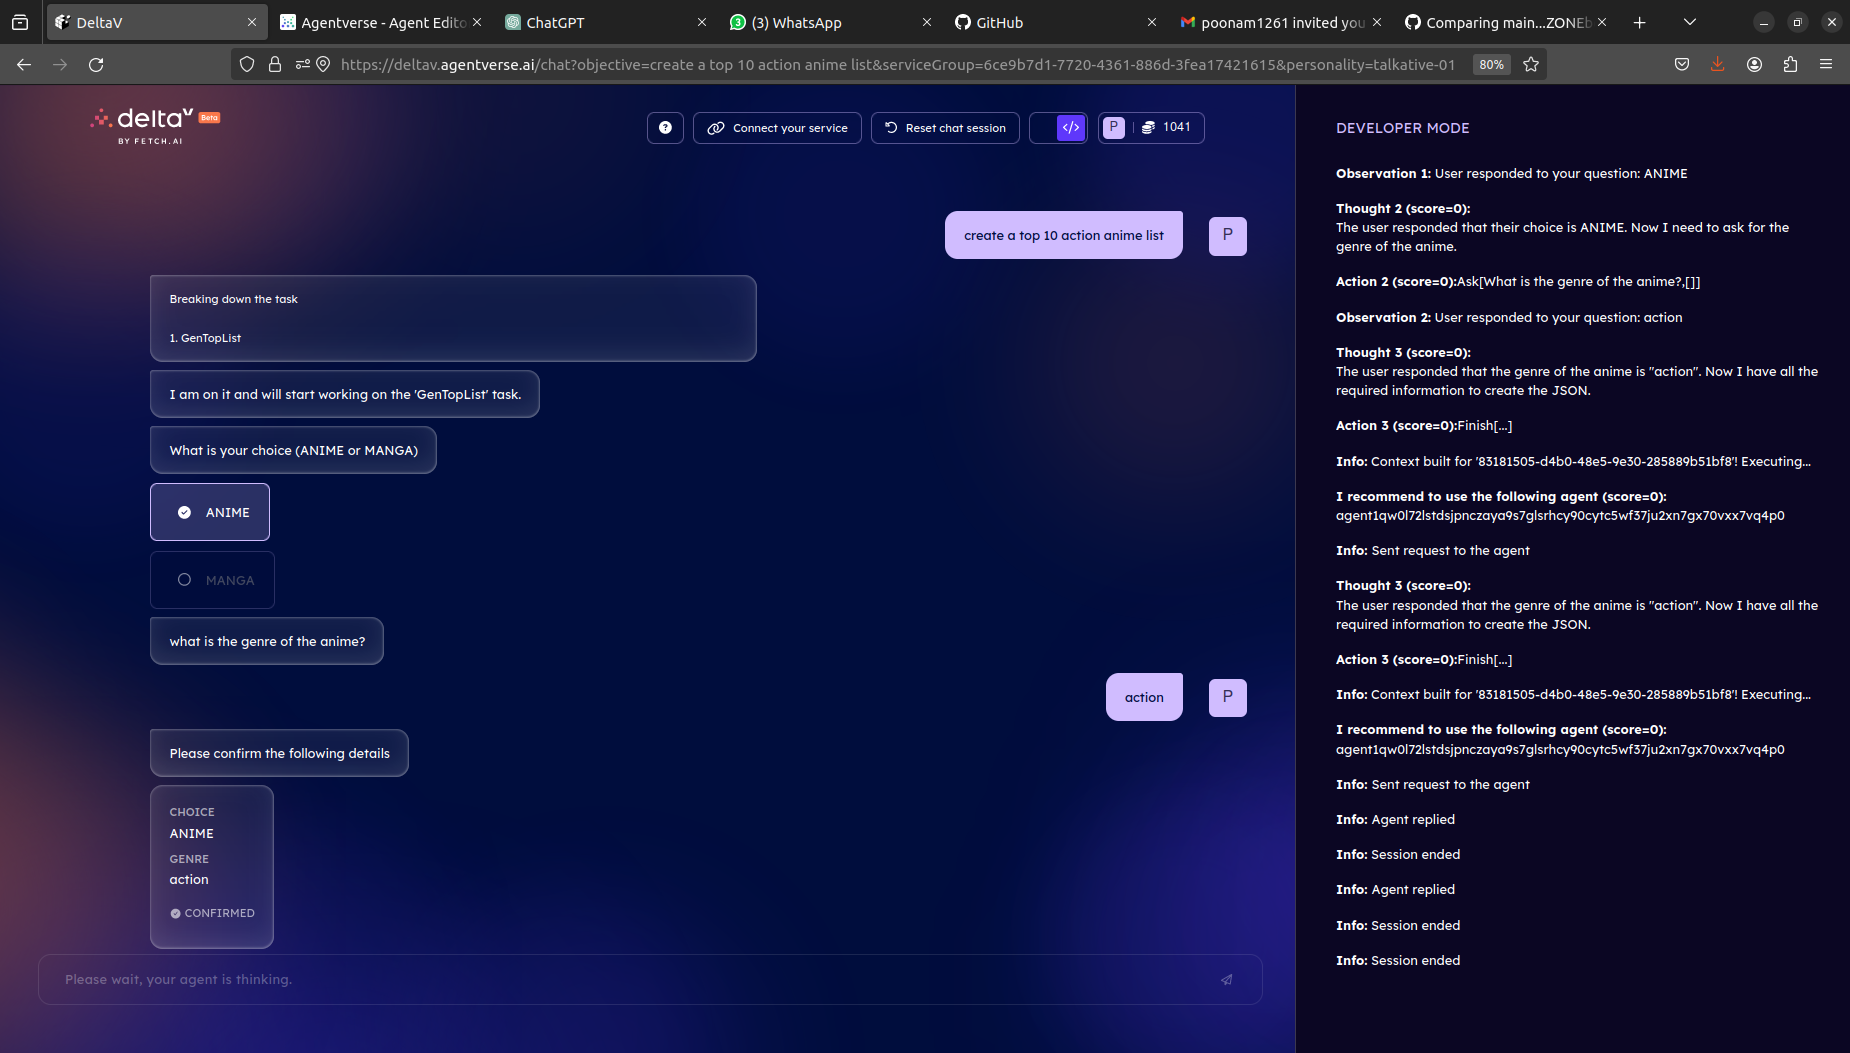 DeltaV
Agentverse - Agent Edito
ChatGPT
(3) WhatsApp
GitHub
poonam1261 invited you
Comparing main...ZONEb
https://deltav.agentverse.ai/chat?objective=create a top 10 action anime list&serviceGroup=6ce9b7d1-7720-4361-886d-3fea17421615&personality=talkative-01
80%
deltaV Beta
BY FETCH.AI
?
Connect your service
Reset chat session
</>
P
1041
create a top 10 action anime list
P
Breaking down the task
1. GenTopList
I am on it and will start working on the 'GenTopList' task.
What is your choice (ANIME or MANGA)
ANIME
MANGA
what is the genre of the anime?
action
P
Please confirm the following details
CHOICE
ANIME
GENRE
action
CONFIRMED
Please wait, your agent is thinking.
DEVELOPER MODE
Observation 1: User responded to your question: ANIME
Thought 2 (score=0):
The user responded that their choice is ANIME. Now I need to ask for the
genre of the anime.
Action 2 (score=0):Ask[What is the genre of the anime?,[]]
Observation 2: User responded to your question: action
Thought 3 (score=0):
The user responded that the genre of the anime is "action". Now I have all the
required information to create the JSON.
Action 3 (score=0):Finish[...]
Info: Context built for '83181505-d4b0-48e5-9e30-285889b51bf8'! Executing...
I recommend to use the following agent (score=0):
agent1qw0l72lstdsjpnczaya9s7glsrhcy90cytc5wf37ju2xn7gx70vxx7vq4p0
Info: Sent request to the agent
Thought 3 (score=0):
The user responded that the genre of the anime is "action". Now I have all the
required information to create the JSON.
Action 3 (score=0):Finish[...]
Info: Context built for '83181505-d4b0-48e5-9e30-285889b51bf8'! Executing...
I recommend to use the following agent (score=0):
agent1qw0l72lstdsjpnczaya9s7glsrhcy90cytc5wf37ju2xn7gx70vxx7vq4p0
Info: Sent request to the agent
Info: Agent replied
Info: Session ended
Info: Agent replied
Info: Session ended
Info: Session ended